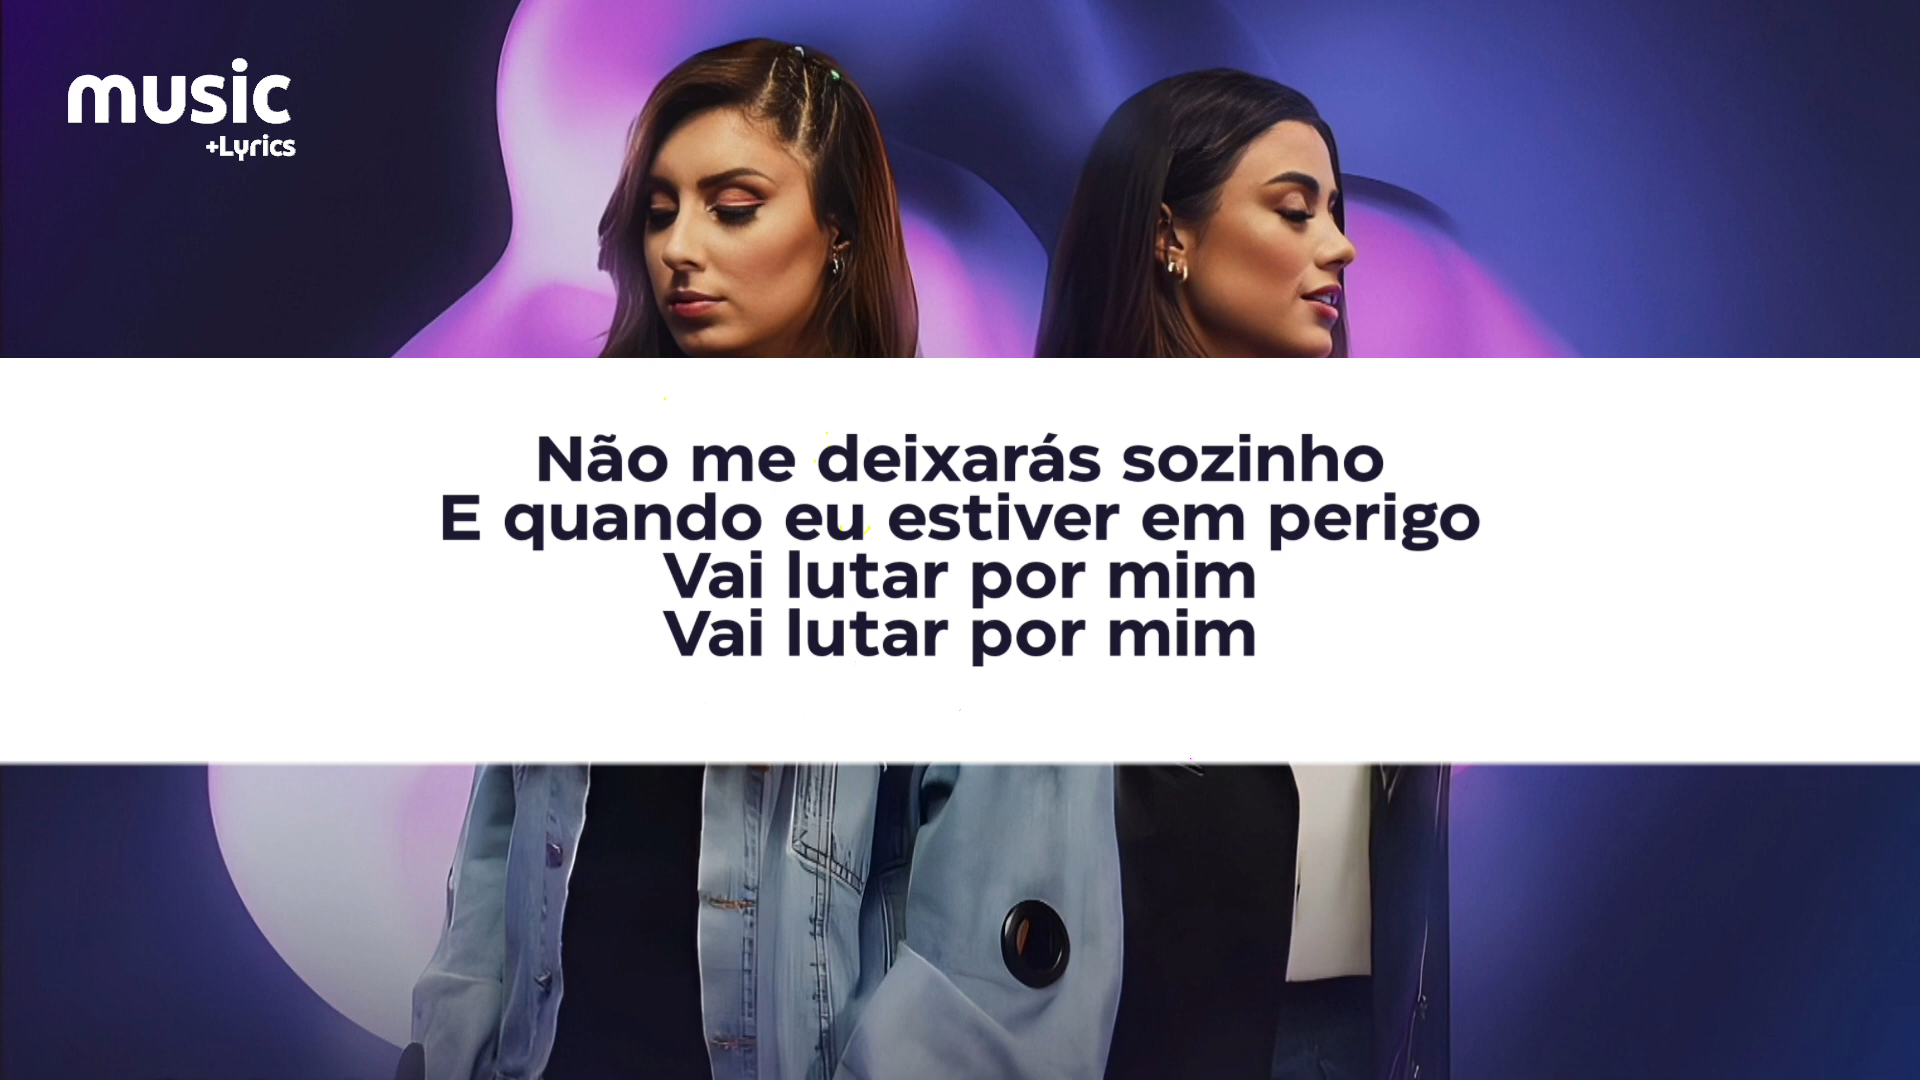 music
+Lyrics
Não me deixarás sozinho
E quando eu estiver em perigo
Vai lutar por mim
Vai lutar por mim